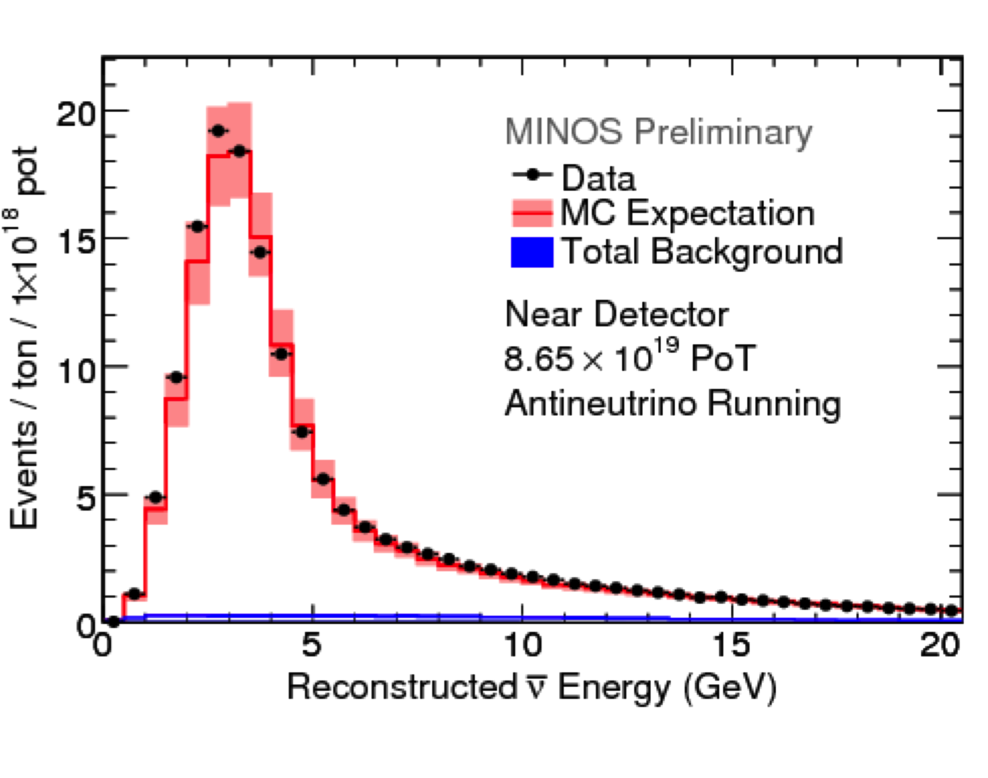 20
15
10
5
0
Events / ton / 1×10¹⁸ pot
MINOS Preliminary
Data
MC Expectation
Total Background
Near Detector
8.65 × 10¹⁹ PoT
Antineutrino Running
0 5 10 15 20
Reconstructed ν̅ Energy (GeV)